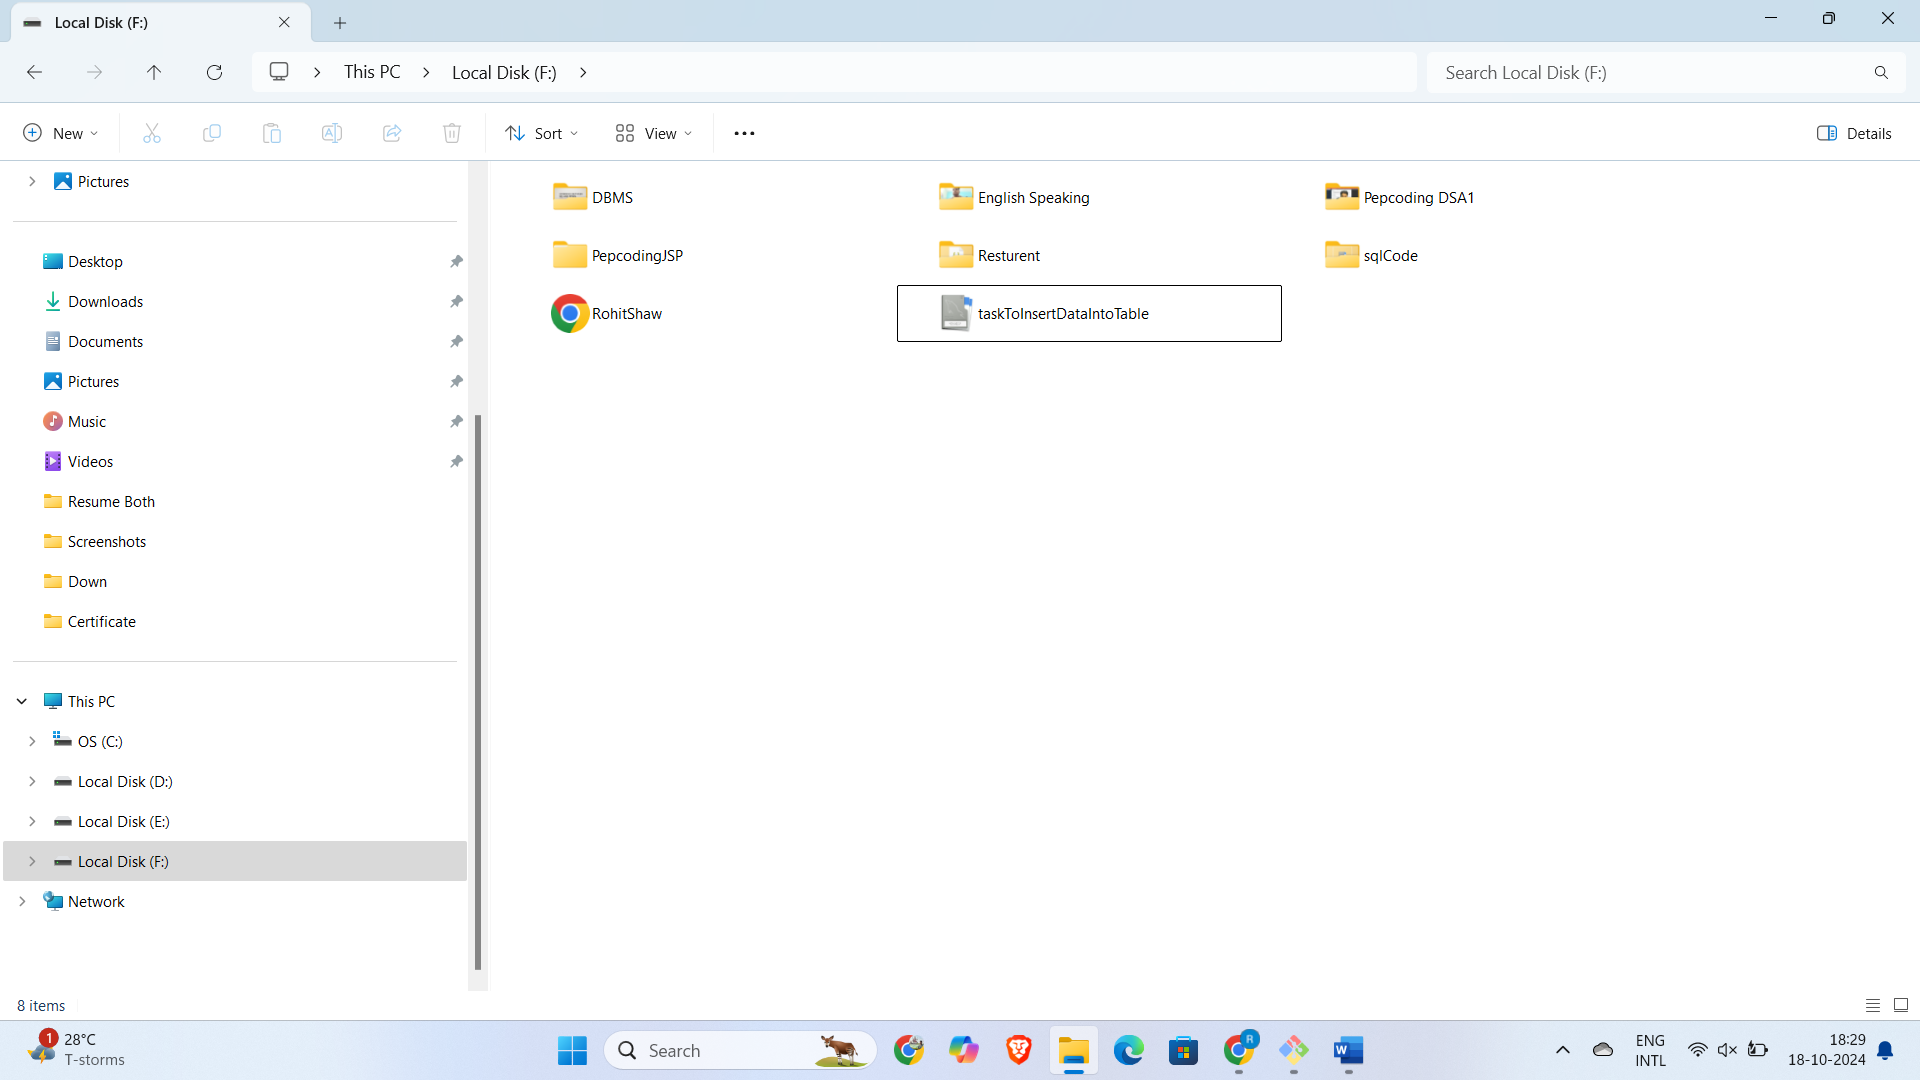 Local Disk (F:)
This PC
Local Disk (F:)
Search Local Disk (F:)
New
Sort
View
Details
Pictures
Desktop
Downloads
Documents
Pictures
Music
Videos
Resume Both
Screenshots
Down
Certificate
This PC
OS (C:)
Local Disk (D:)
Local Disk (E:)
Local Disk (F:)
Network
DBMS
English Speaking
Pepcoding DSA1
PepcodingJSP
Resturent
sqlCode
RohitShaw
taskToInsertDataIntoTable
8 items
1
28°C
T-storms
Search
R
W
ENG
INTL
18:29
18-10-2024